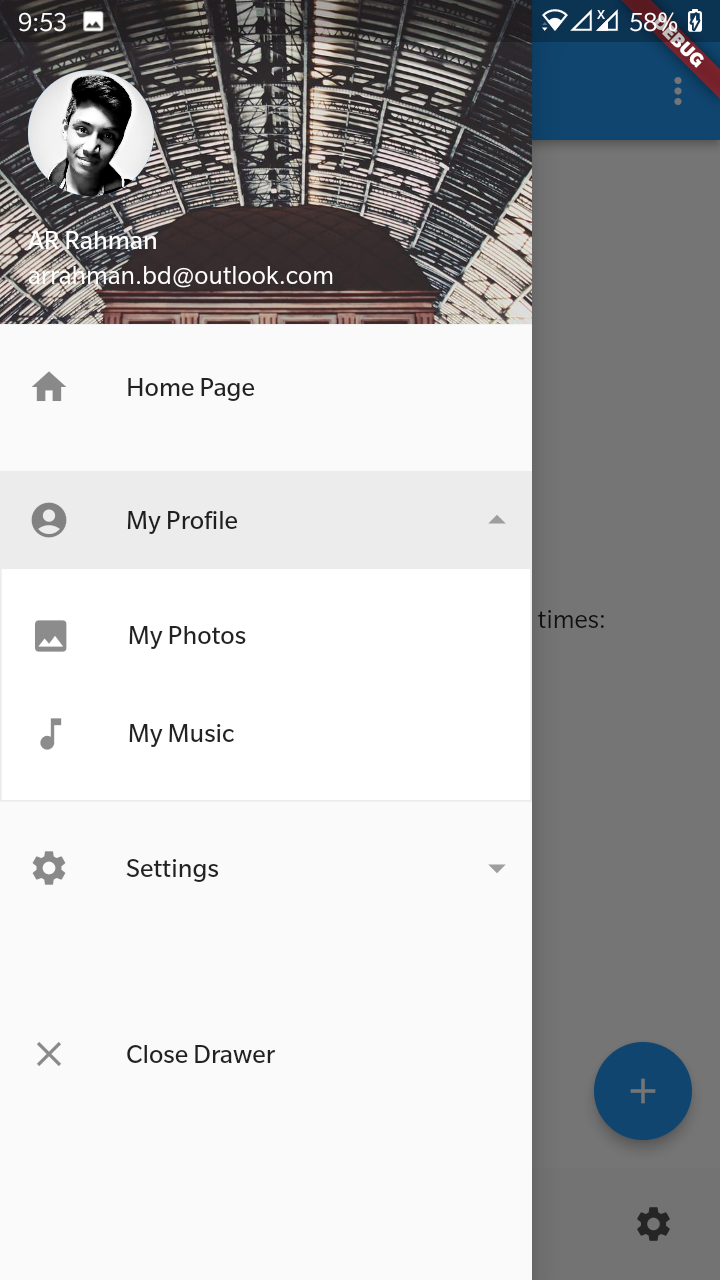 9:53
58%
DEBUG
AR Rahman
arrahman.bd@outlook.com
Home Page
My Profile
times:
My Photos
My Music
Settings
Close Drawer